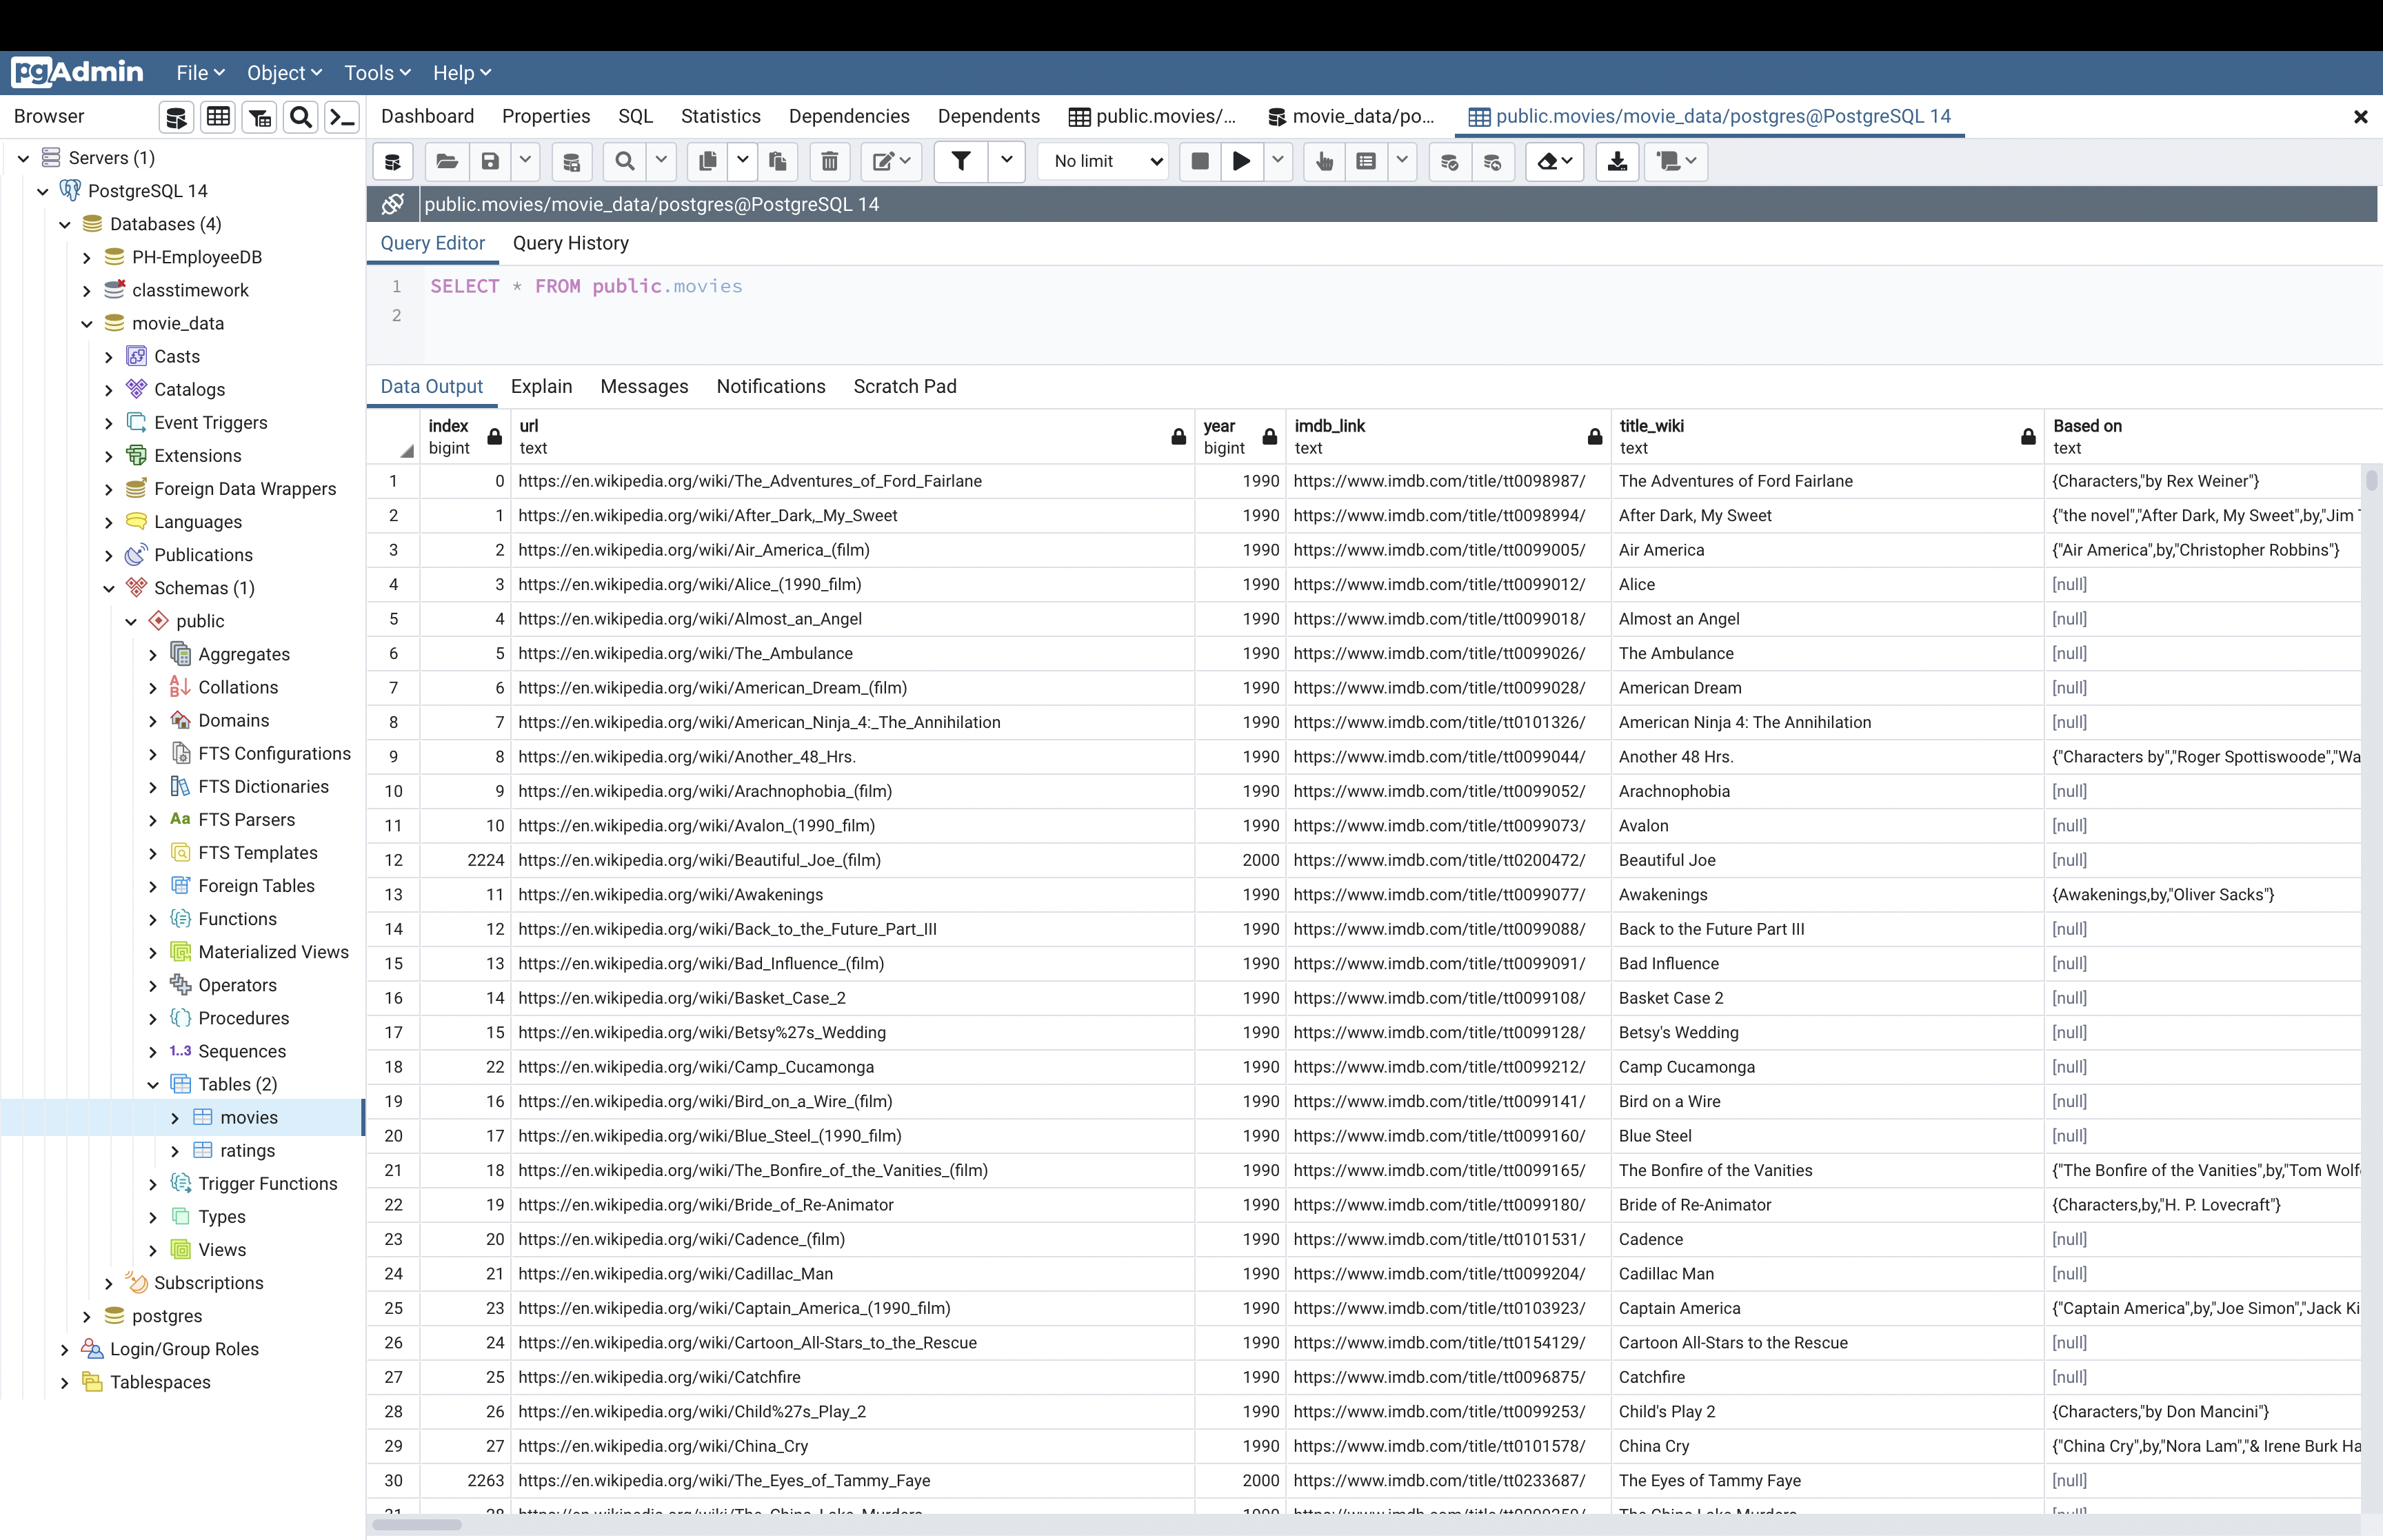 pgAdmin File Object Tools Help
Browser
Dashboard Properties SQL Statistics Dependencies Dependents public.movies/... movie_data/po... public.movies/movie_data/postgres@PostgreSQL 14
Servers (1)
PostgreSQL 14
Databases (4)
PH-EmployeeDB
classtimework
movie_data
Casts
Catalogs
Event Triggers
Extensions
Foreign Data Wrappers
Languages
Publications
Schemas (1)
public
Aggregates
Collations
Domains
FTS Configurations
FTS Dictionaries
Aa FTS Parsers
FTS Templates
Foreign Tables
Functions
Materialized Views
Operators
Procedures
1..3 Sequences
Tables (2)
movies
ratings
Trigger Functions
Types
Views
Subscriptions
postgres
Login/Group Roles
Tablespaces
No limit
public.movies/movie_data/postgres@PostgreSQL 14
Query Editor Query History
1 SELECT * FROM public.movies
2
Data Output Explain Messages Notifications Scratch Pad
index url year imdb_link title_wiki Based on
bigint text bigint text text text
1 0 https://en.wikipedia.org/wiki/The_Adventures_of_Ford_Fairlane 1990 https://www.imdb.com/title/tt0098987/ The Adventures of Ford Fairlane {Characters,"by Rex Weiner"}
2 1 https://en.wikipedia.org/wiki/After_Dark,_My_Sweet 1990 https://www.imdb.com/title/tt0098994/ After Dark, My Sweet {"the novel","After Dark, My Sweet",by,"Jim
3 2 https://en.wikipedia.org/wiki/Air_America_(film) 1990 https://www.imdb.com/title/tt0099005/ Air America {"Air America",by,"Christopher Robbins"}
4 3 https://en.wikipedia.org/wiki/Alice_(1990_film) 1990 https://www.imdb.com/title/tt0099012/ Alice [null]
5 4 https://en.wikipedia.org/wiki/Almost_an_Angel 1990 https://www.imdb.com/title/tt0099018/ Almost an Angel [null]
6 5 https://en.wikipedia.org/wiki/The_Ambulance 1990 https://www.imdb.com/title/tt0099026/ The Ambulance [null]
7 6 https://en.wikipedia.org/wiki/American_Dream_(film) 1990 https://www.imdb.com/title/tt0099028/ American Dream [null]
8 7 https://en.wikipedia.org/wiki/American_Ninja_4:_The_Annihilation 1990 https://www.imdb.com/title/tt0101326/ American Ninja 4: The Annihilation [null]
9 8 https://en.wikipedia.org/wiki/Another_48_Hrs. 1990 https://www.imdb.com/title/tt0099044/ Another 48 Hrs. {"Characters by","Roger Spottiswoode","Wa
10 9 https://en.wikipedia.org/wiki/Arachnophobia_(film) 1990 https://www.imdb.com/title/tt0099052/ Arachnophobia [null]
11 10 https://en.wikipedia.org/wiki/Avalon_(1990_film) 1990 https://www.imdb.com/title/tt0099073/ Avalon [null]
12 2224 https://en.wikipedia.org/wiki/Beautiful_Joe_(film) 2000 https://www.imdb.com/title/tt0200472/ Beautiful Joe [null]
13 11 https://en.wikipedia.org/wiki/Awakenings 1990 https://www.imdb.com/title/tt0099077/ Awakenings {Awakenings,by,"Oliver Sacks"}
14 12 https://en.wikipedia.org/wiki/Back_to_the_Future_Part_III 1990 https://www.imdb.com/title/tt0099088/ Back to the Future Part III [null]
15 13 https://en.wikipedia.org/wiki/Bad_Influence_(film) 1990 https://www.imdb.com/title/tt0099091/ Bad Influence [null]
16 14 https://en.wikipedia.org/wiki/Basket_Case_2 1990 https://www.imdb.com/title/tt0099108/ Basket Case 2 [null]
17 15 https://en.wikipedia.org/wiki/Betsy%27s_Wedding 1990 https://www.imdb.com/title/tt0099128/ Betsy's Wedding [null]
18 22 https://en.wikipedia.org/wiki/Camp_Cucamonga 1990 https://www.imdb.com/title/tt0099212/ Camp Cucamonga [null]
19 16 https://en.wikipedia.org/wiki/Bird_on_a_Wire_(film) 1990 https://www.imdb.com/title/tt0099141/ Bird on a Wire [null]
20 17 https://en.wikipedia.org/wiki/Blue_Steel_(1990_film) 1990 https://www.imdb.com/title/tt0099160/ Blue Steel [null]
21 18 https://en.wikipedia.org/wiki/The_Bonfire_of_the_Vanities_(film) 1990 https://www.imdb.com/title/tt0099165/ The Bonfire of the Vanities {"The Bonfire of the Vanities",by,"Tom Wolf
22 19 https://en.wikipedia.org/wiki/Bride_of_Re-Animator 1990 https://www.imdb.com/title/tt0099180/ Bride of Re-Animator {Characters,by,"H. P. Lovecraft"}
23 20 https://en.wikipedia.org/wiki/Cadence_(film) 1990 https://www.imdb.com/title/tt0101531/ Cadence [null]
24 21 https://en.wikipedia.org/wiki/Cadillac_Man 1990 https://www.imdb.com/title/tt0099204/ Cadillac Man [null]
25 23 https://en.wikipedia.org/wiki/Captain_America_(1990_film) 1990 https://www.imdb.com/title/tt0103923/ Captain America {"Captain America",by,"Joe Simon","Jack Ki
26 24 https://en.wikipedia.org/wiki/Cartoon_All-Stars_to_the_Rescue 1990 https://www.imdb.com/title/tt0154129/ Cartoon All-Stars to the Rescue [null]
27 25 https://en.wikipedia.org/wiki/Catchfire 1990 https://www.imdb.com/title/tt0096875/ Catchfire [null]
28 26 https://en.wikipedia.org/wiki/Child%27s_Play_2 1990 https://www.imdb.com/title/tt0099253/ Child's Play 2 {Characters,"by Don Mancini"}
29 27 https://en.wikipedia.org/wiki/China_Cry 1990 https://www.imdb.com/title/tt0101578/ China Cry {"China Cry",by,"Nora Lam","& Irene Burk Ha
30 2263 https://en.wikipedia.org/wiki/The_Eyes_of_Tammy_Faye 2000 https://www.imdb.com/title/tt0233687/ The Eyes of Tammy Faye [null]